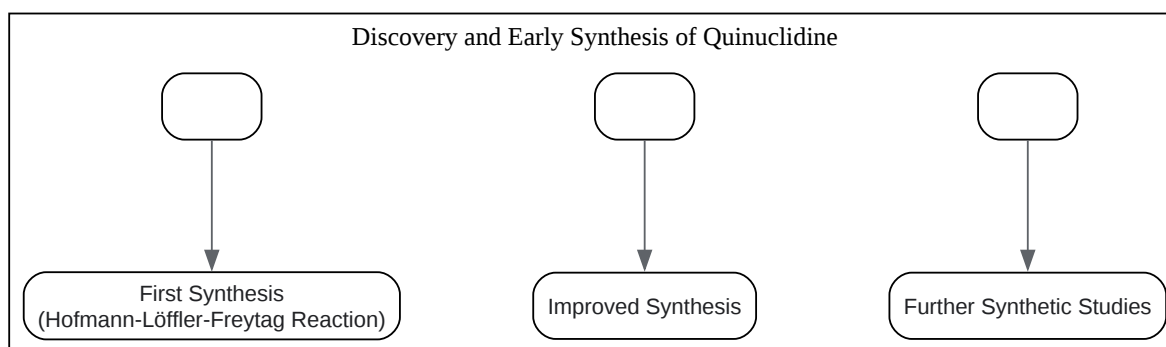 Discovery and Early Synthesis of Quinuclidine
First Synthesis
(Hofmann-Löffler-Freytag Reaction)
Improved Synthesis
Further Synthetic Studies